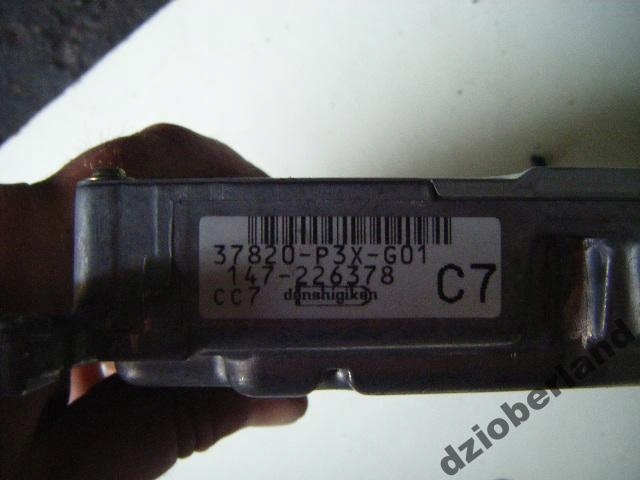 37820-P3X-G01
147-226378
CC7 denshigiken C7
dzioberland